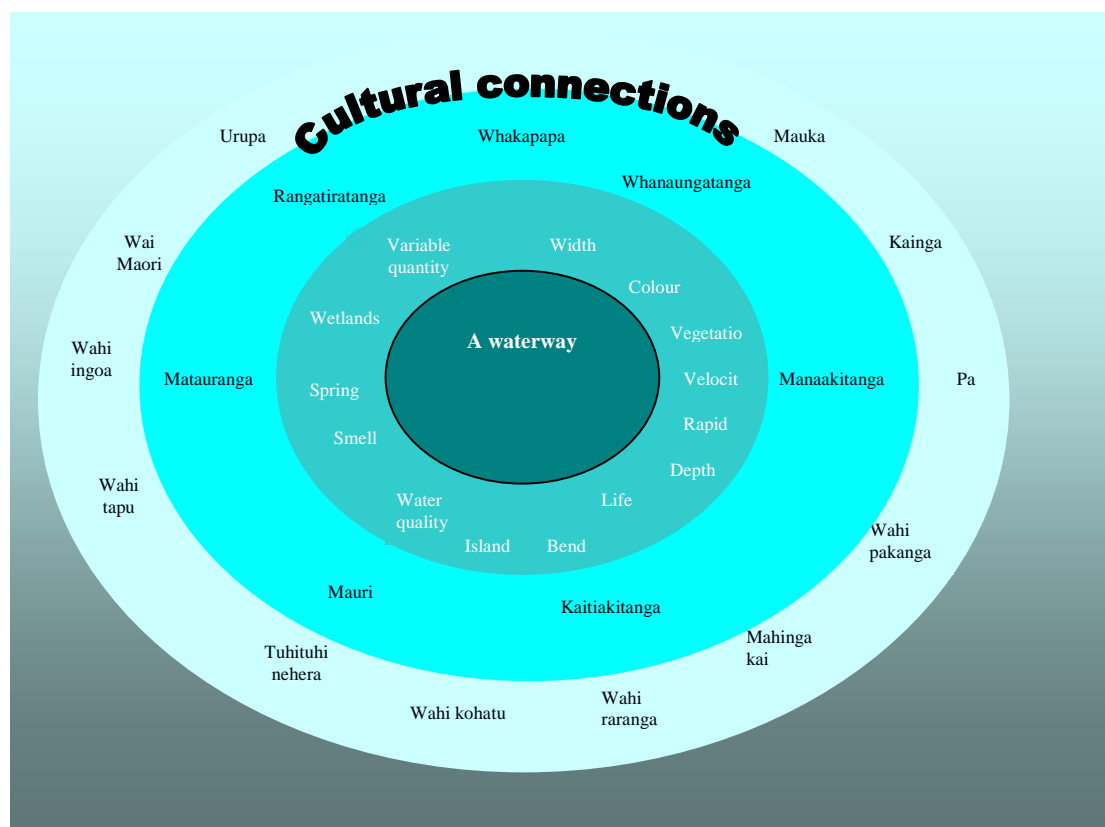 Cultural connections
Urupa
Whakapapa
Mauka
Rangatiratanga
Whanaungatanga
Wai
Maori
Kainga
Variable
quantity
Width
Colour
Wetlands
Vegetatio
A waterway
Wahi
ingoa
Matauranga
Spring
Velocit
Manaakitanga
Pa
Smell
Rapid
Depth
Wahi
tapu
Water
quality
Life
Island
Bend
Wahi
pakanga
Mauri
Kaitiakitanga
Tuhituhi
nehera
Mahinga
kai
Wahi kohatu
Wahi
raranga